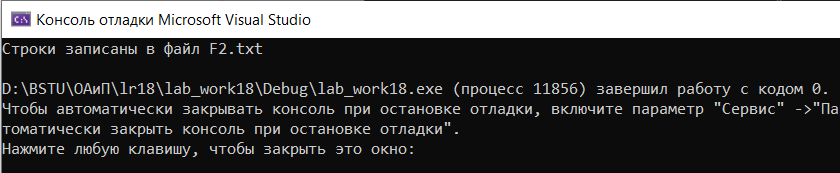 Консоль отладки Microsoft Visual Studio
Строки записаны в файл F2.txt
D:\BSTU\ОАиП\lr18\lab_work18\Debug\lab_work18.exe (процесс 11856) завершил работу с кодом 0.
Чтобы автоматически закрывать консоль при остановке отладки, включите параметр "Сервис" ->"Па
томатически закрыть консоль при остановке отладки".
Нажмите любую клавишу, чтобы закрыть это окно: